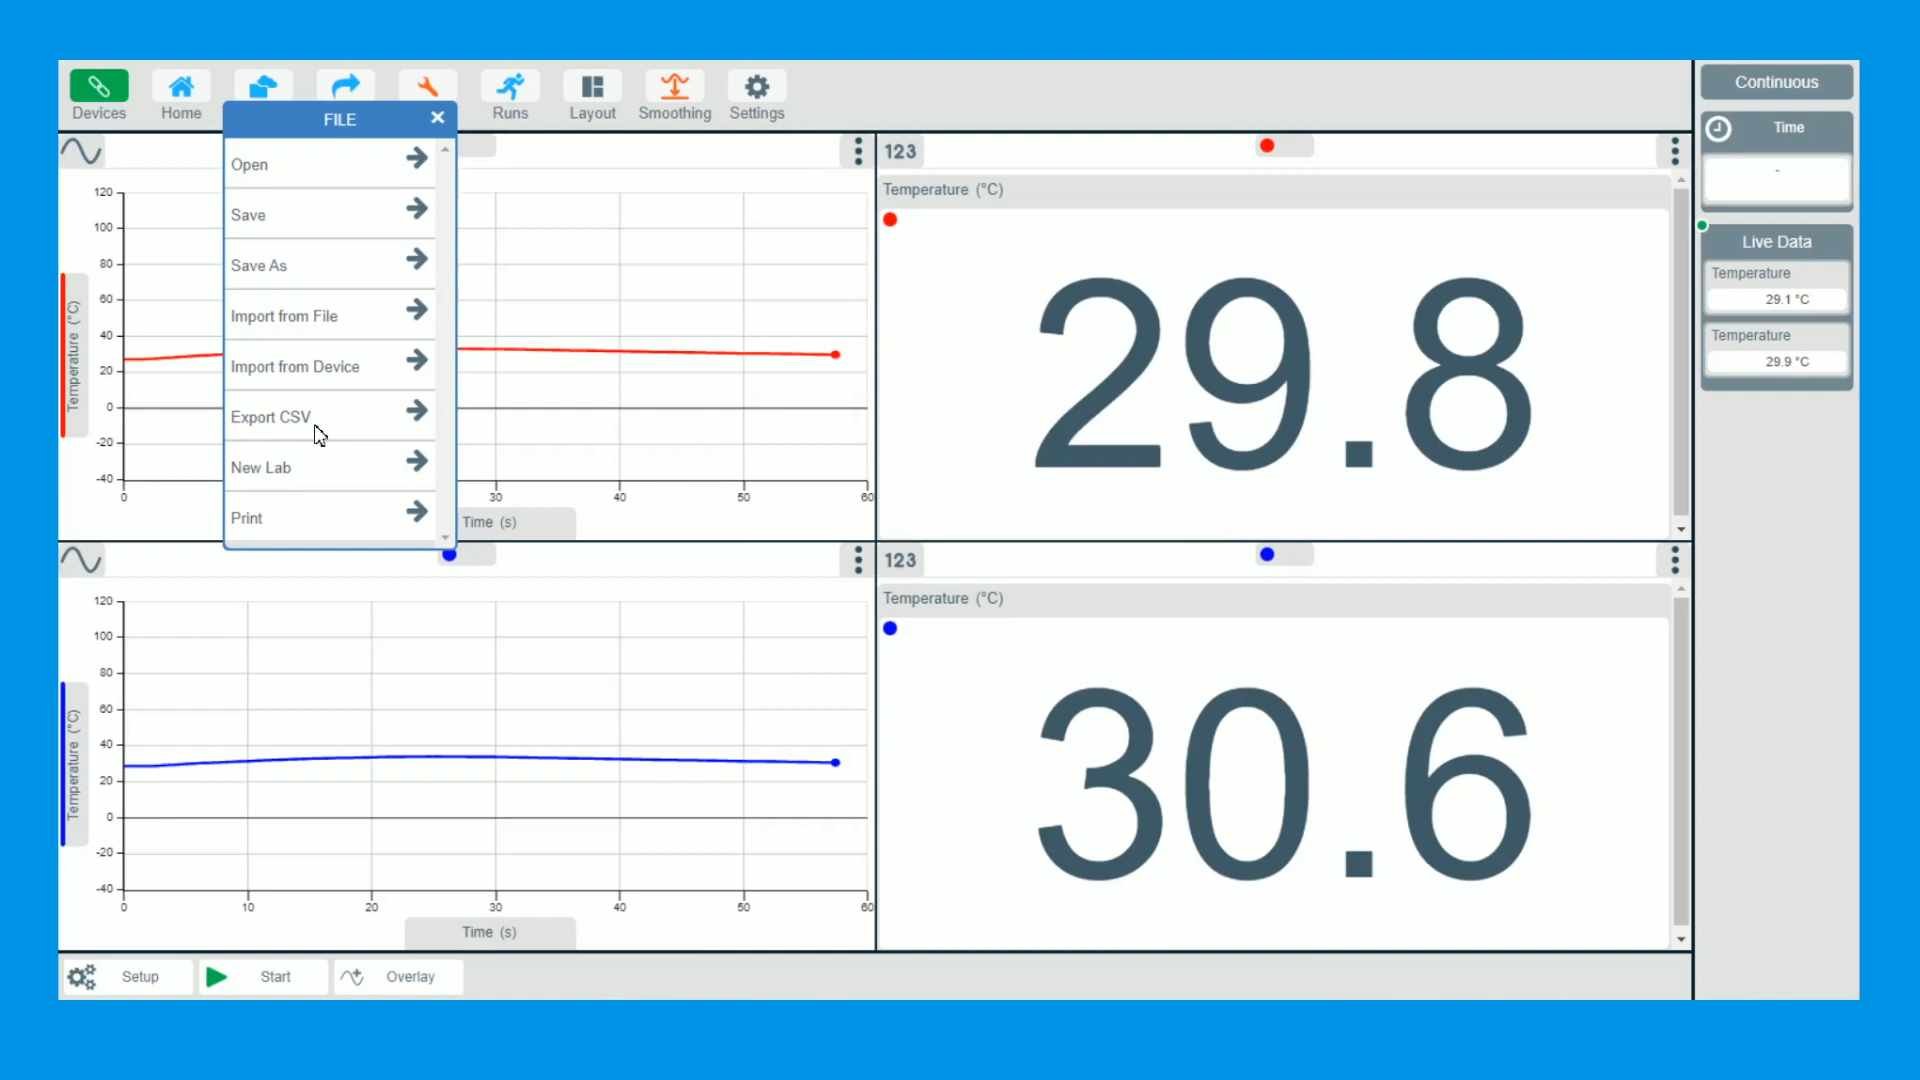 Devices
Home
Runs
Layout
Smoothing
Settings
FILE
Open
Save
Save As
Import from File
Import from Device
Export CSV
New Lab
Print
120
100
80
60
40
20
0
-20
-40
Temperature (°C)
0
30
40
50
60
Time (s)
123
Temperature (°C)
29.8
120
100
80
60
40
20
0
-20
-40
Temperature (°C)
0
10
20
30
40
50
60
Time (s)
123
Temperature (°C)
30.6
Continuous
Time
-
Live Data
Temperature
29.1 °C
Temperature
29.9 °C
Setup
Start
Overlay